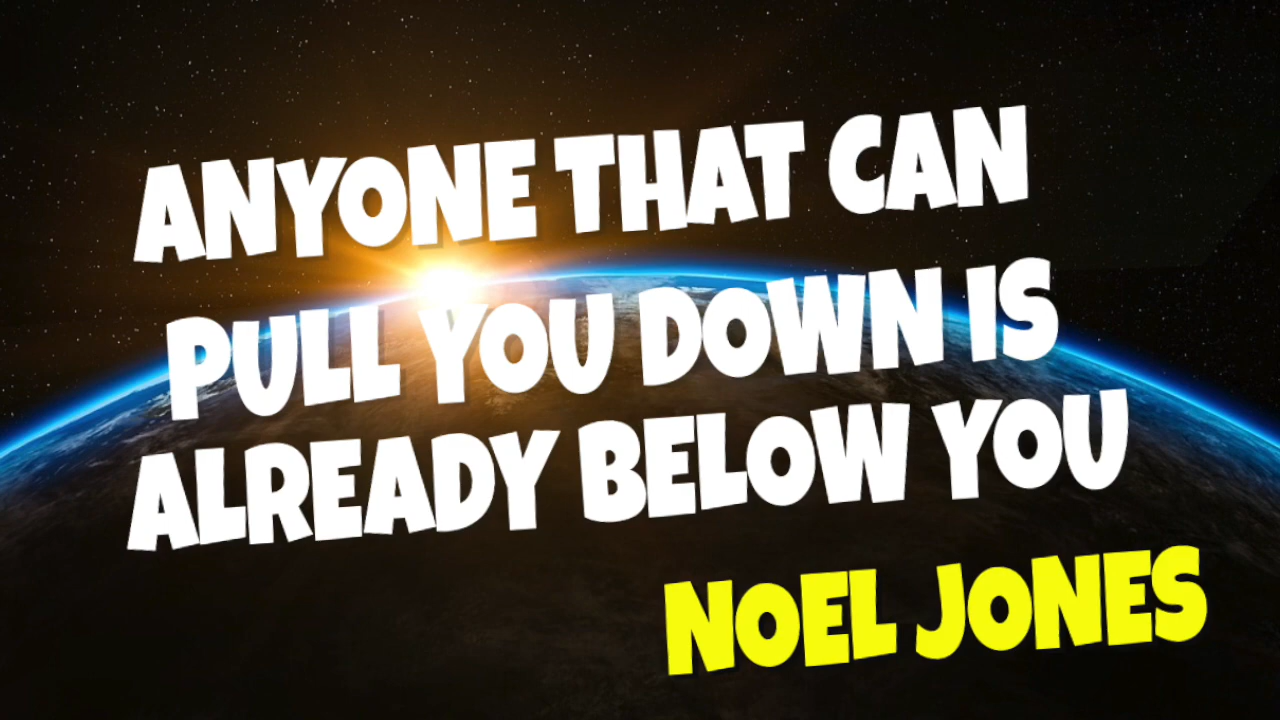 ANYONE THAT CAN
PULL YOU DOWN IS
ALREADY BELOW YOU
NOEL JONES